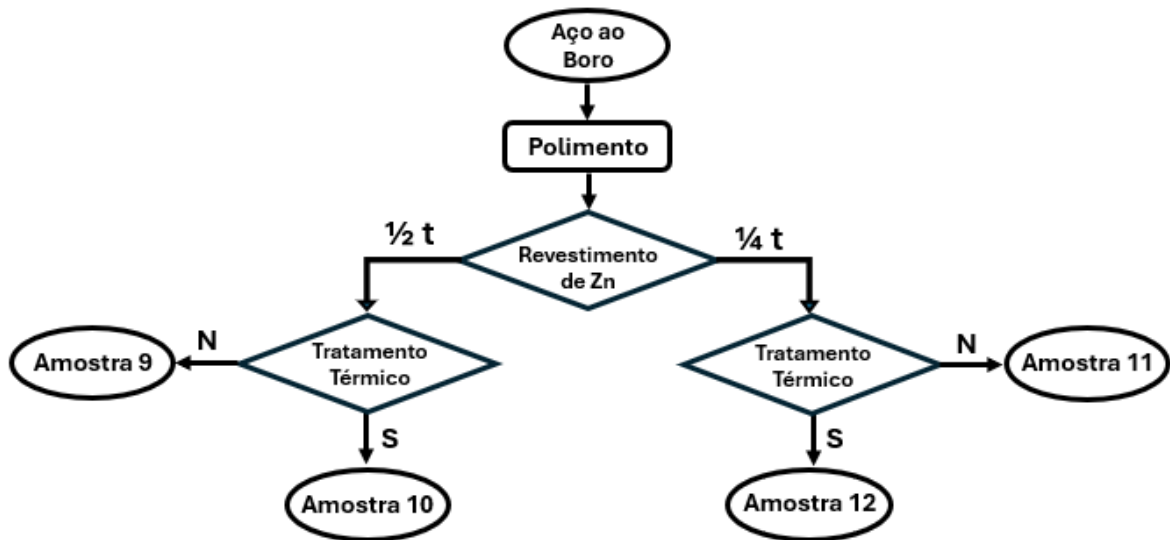 Aço ao
Boro
Polimento
½ t
¼ t
Revestimento
de Zn
N
Tratamento
Térmico
Tratamento
Térmico
N
Amostra 9
Amostra 11
S
S
Amostra 10
Amostra 12